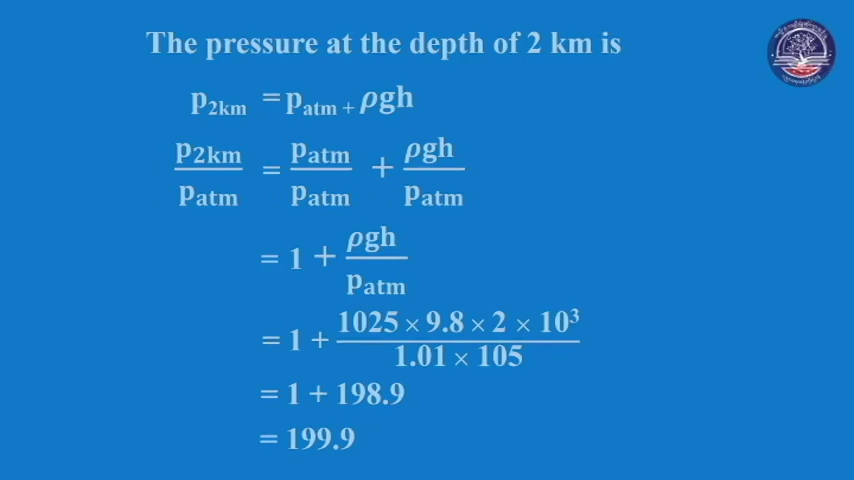 The pressure at the depth of 2 km is
p2km = patm + ρgh
p2km/patm = patm/patm + ρgh/patm
= 1 + ρgh/patm
= 1 + 1025 × 9.8 × 2 × 10³/1.01 × 105
= 1 + 198.9
= 199.9